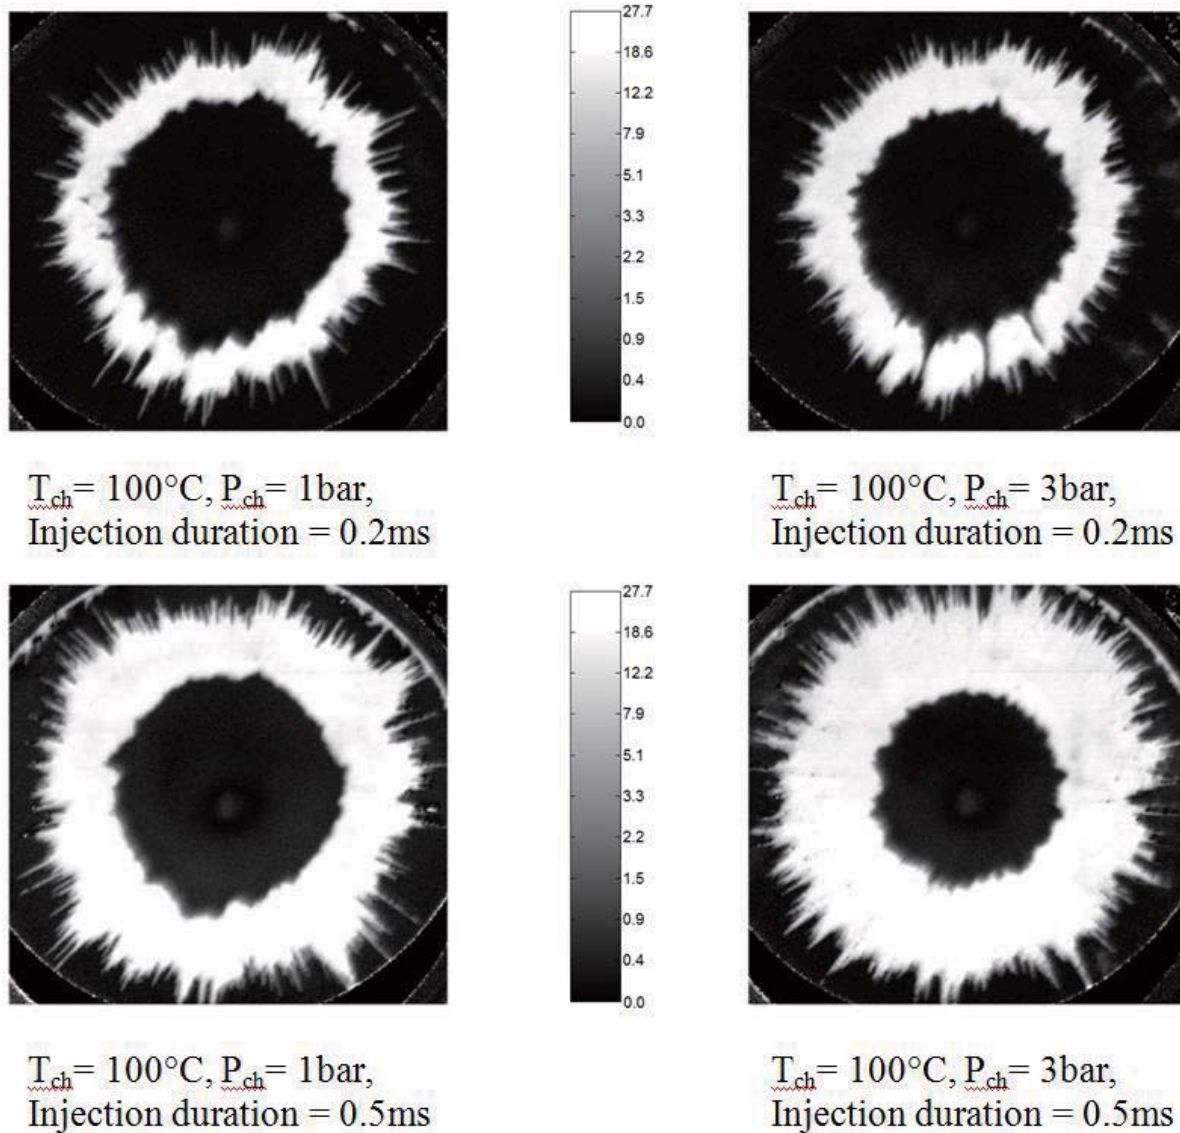 27.7
18.6
12.2
7.9
5.1
3.3
2.2
1.5
0.9
0.4
0.0
T_ch= 100°C, P_ch= 1bar,
Injection duration = 0.2ms
T_ch= 100°C, P_ch= 3bar,
Injection duration = 0.2ms
27.7
18.6
12.2
7.9
5.1
3.3
2.2
1.5
0.9
0.4
0.0
T_ch= 100°C, P_ch= 1bar,
Injection duration = 0.5ms
T_ch= 100°C, P_ch= 3bar,
Injection duration = 0.5ms